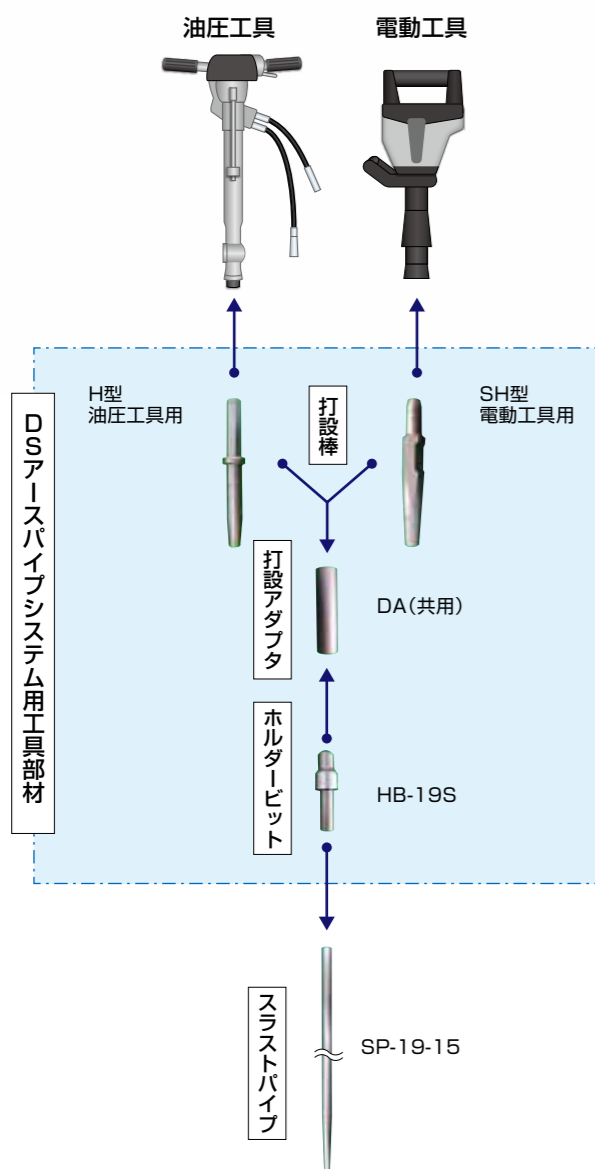 油圧工具
電動工具
H型
油圧工具用
打設棒
SH型
電動工具用
DSアースパイプシステム用工具部材
打設アダプタ
DA（共用）
ホルダービット
HB-19S
スラストパイプ
SP-19-15